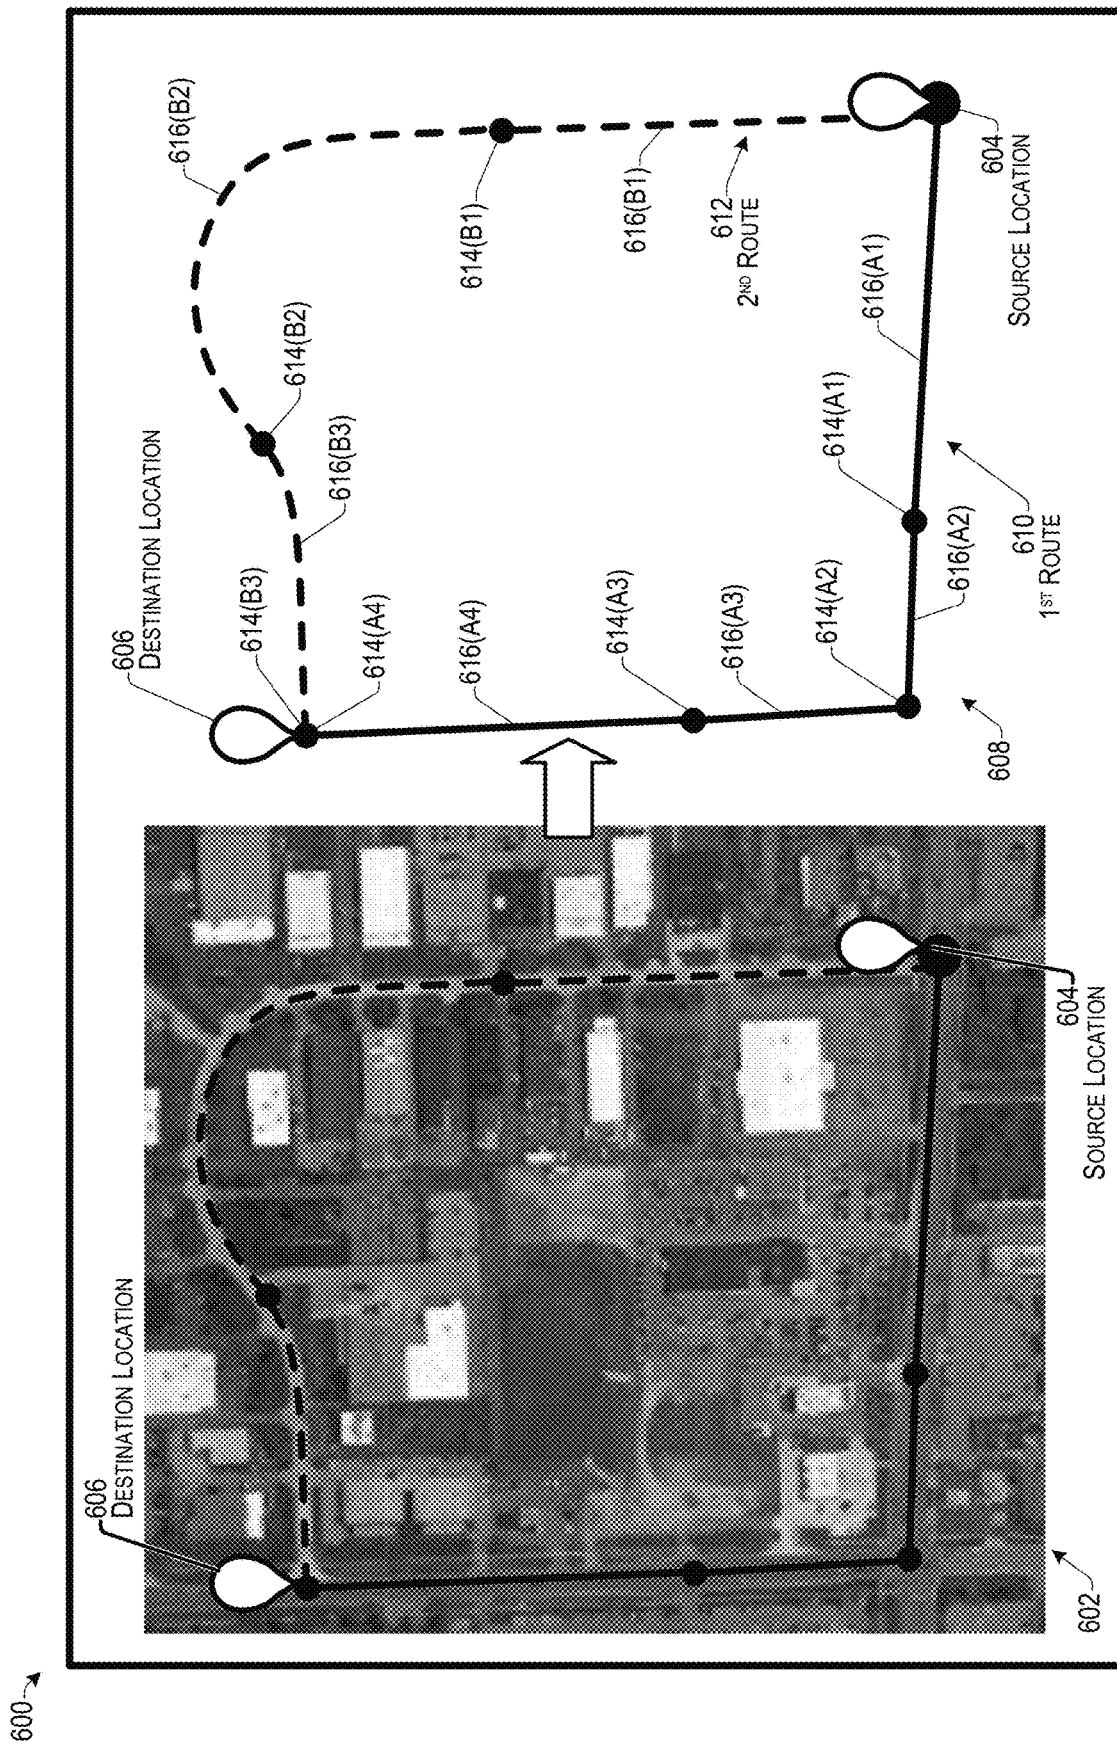 600
606
DESTINATION LOCATION
604
SOURCE LOCATION
602
606
DESTINATION LOCATION
616(B2)
614(B3)
614(B2)
616(B3)
614(A4)
616(A4)
614(B1)
614(A3)
616(B1)
616(A3)
612
2ND ROUTE
614(A2)
614(A1)
616(A1)
616(A2)
604
SOURCE LOCATION
608
610
1ST ROUTE